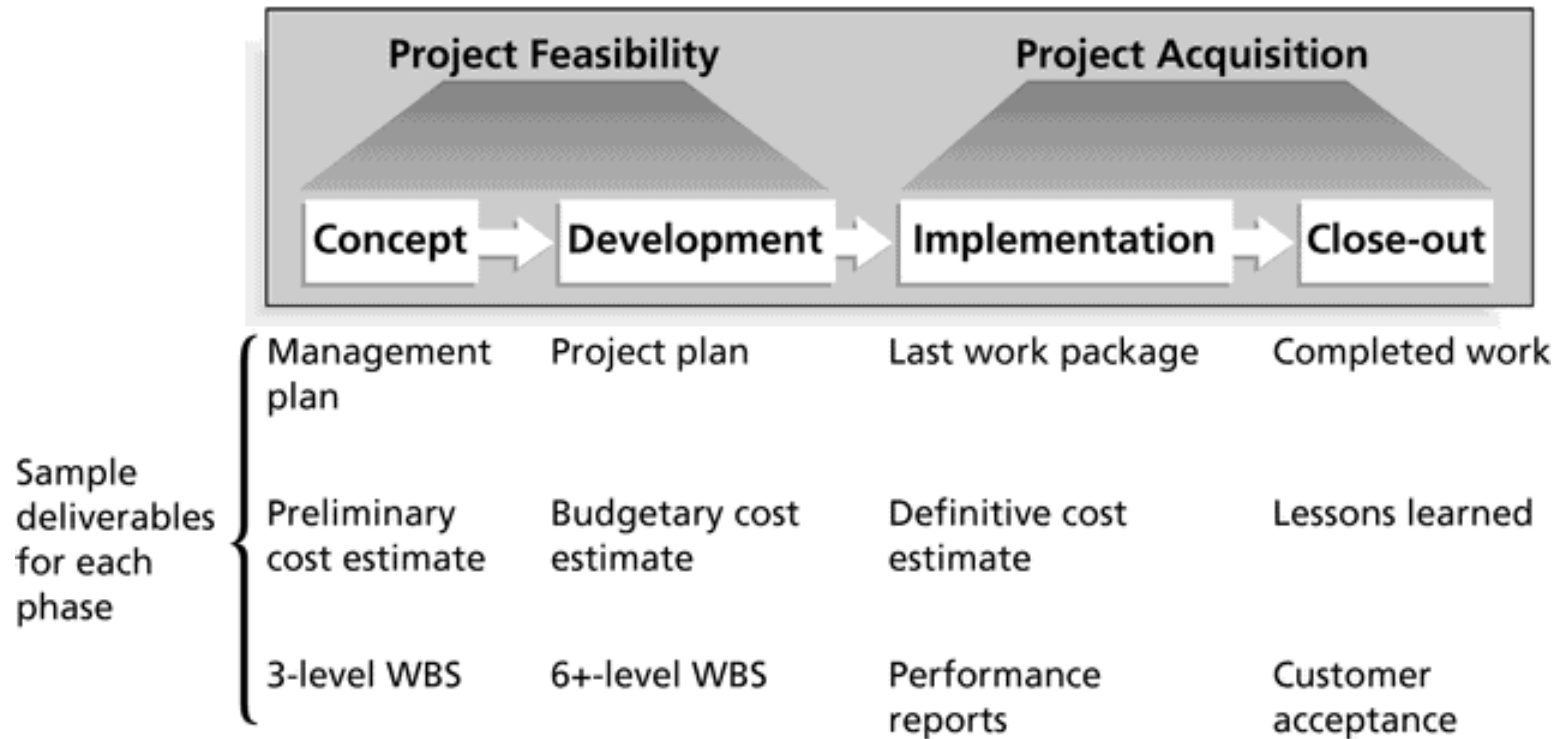 Project Feasibility
Project Acquisition
Concept
Development
Implementation
Close-out
Sample
deliverables
for each
phase
Management
plan
Project plan
Last work package
Completed work
Preliminary
cost estimate
Budgetary cost
estimate
Definitive cost
estimate
Lessons learned
3-level WBS
6+-level WBS
Performance
reports
Customer
acceptance